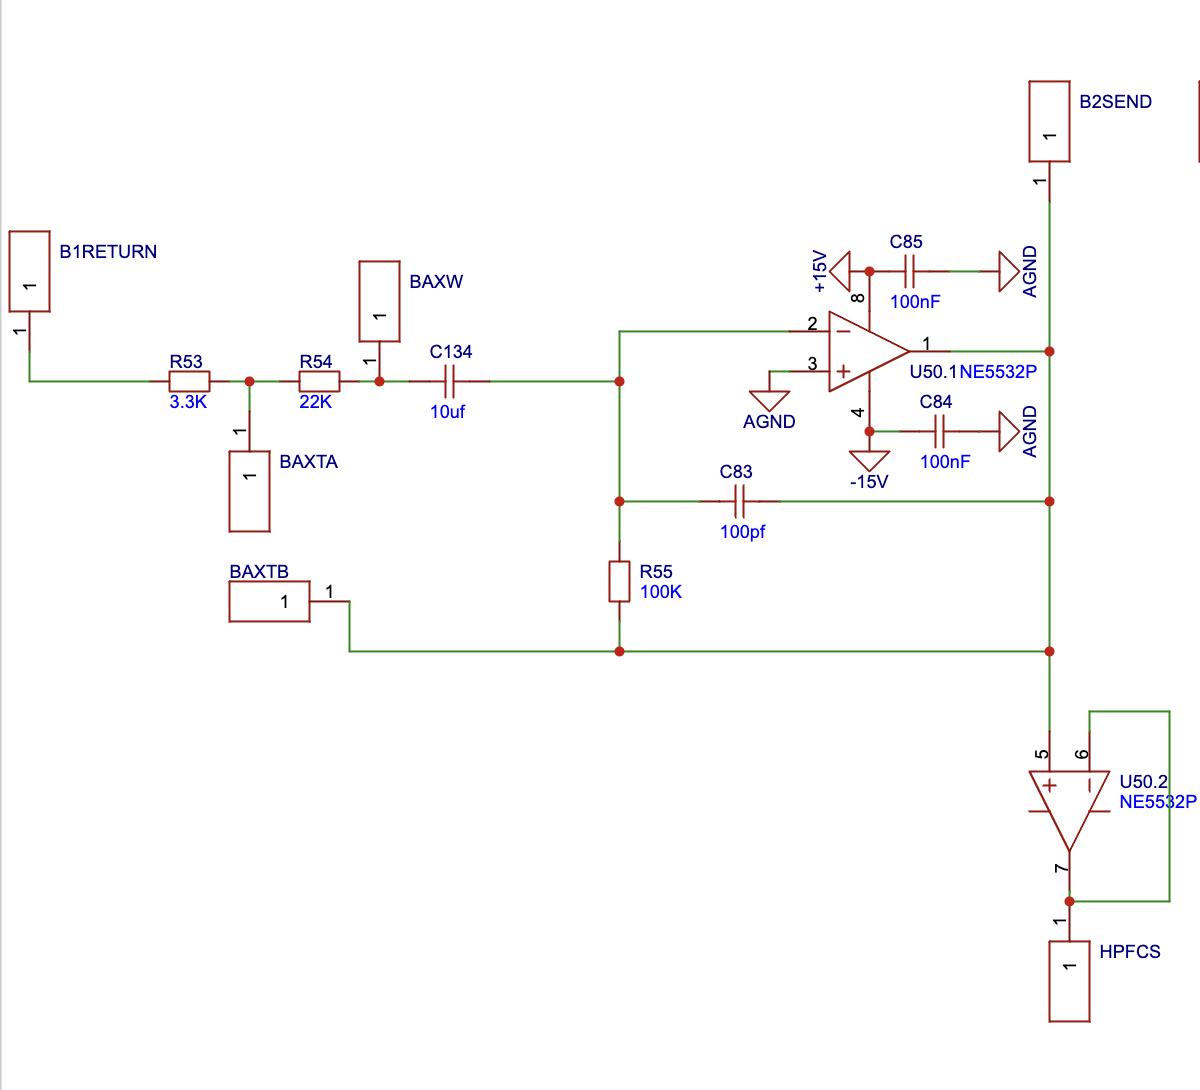 B2SEND
1
1
B1RETURN
1
1
BAXW
1
1
+15V
C85
100nF
AGND
8
2
3
1
U50.1 NE5532P
AGND
4
C84
100nF
AGND
-15V
R53
3.3K
R54
22K
C134
10uf
1
BAXTA
1
C83
100pf
BAXTB
1
1
R55
100K
5
6
U50.2
NE5532P
7
1
HPFCS
1